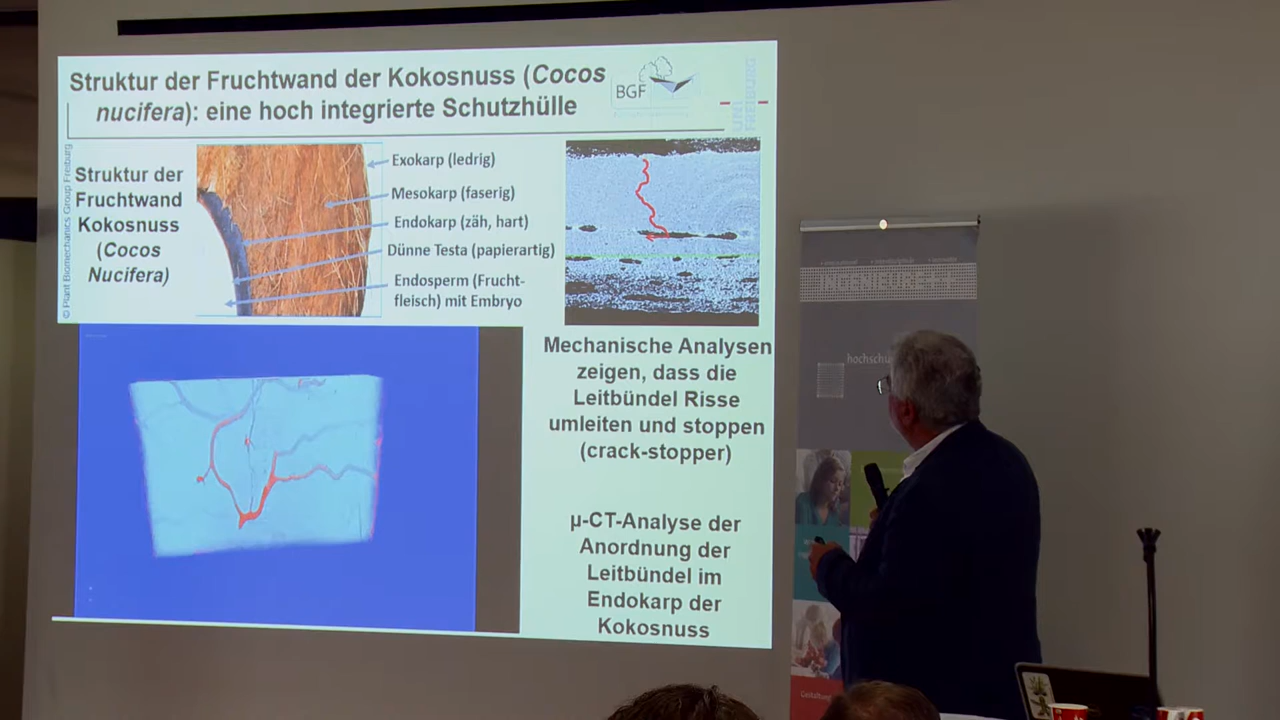 Struktur der Fruchtwand der Kokosnuss (Cocos
nucifera): eine hoch integrierte Schutzhülle
BGF
UNI
FREIBURG
© Plant Biomechanics Group Freiburg
Struktur der
Fruchtwand
Kokosnuss
(Cocos
Nucifera)
Exokarp (ledrig)
Mesokarp (faserig)
Endokarp (zäh, hart)
Dünne Testa (papierartig)
Endosperm (Frucht-
fleisch) mit Embryo
Mechanische Analysen
zeigen, dass die
Leitbündel Risse
umleiten und stoppen
(crack-stopper)
µ-CT-Analyse der
Anordnung der
Leitbündel im
Endokarp der
Kokosnuss
hochschu